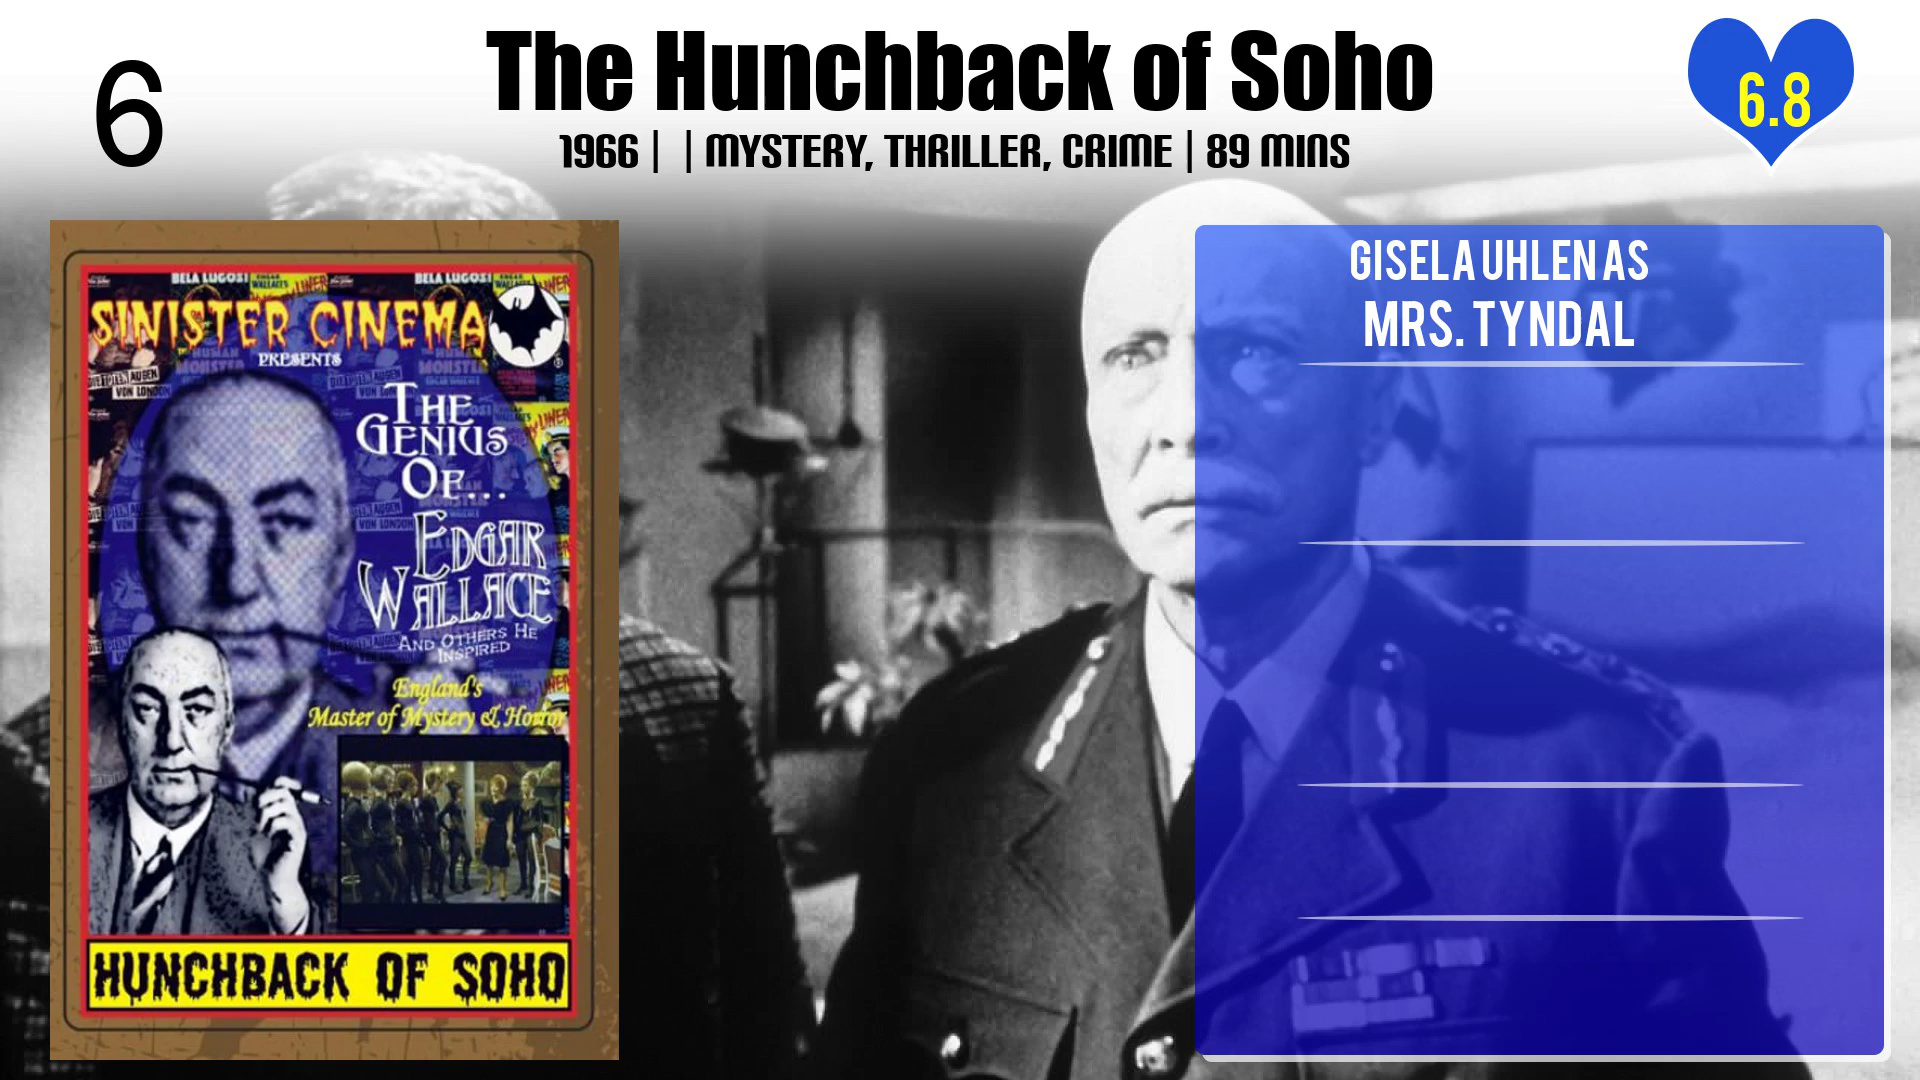 6
The Hunchback of Soho
1966 | | MYSTERY, THRILLER, CRIME | 89 MINS
6.8
GISELA UHLEN AS
MRS. TYNDAL
BELA LUGOSI
BELA LUGOSI
SINISTER CINEMA
PRESENTS
THE
GENIUS
OF...
EDGAR
WALLACE
AND OTHERS HE
INSPIRED
England's
Master of Mystery & Horror
HUNCHBACK OF SOHO